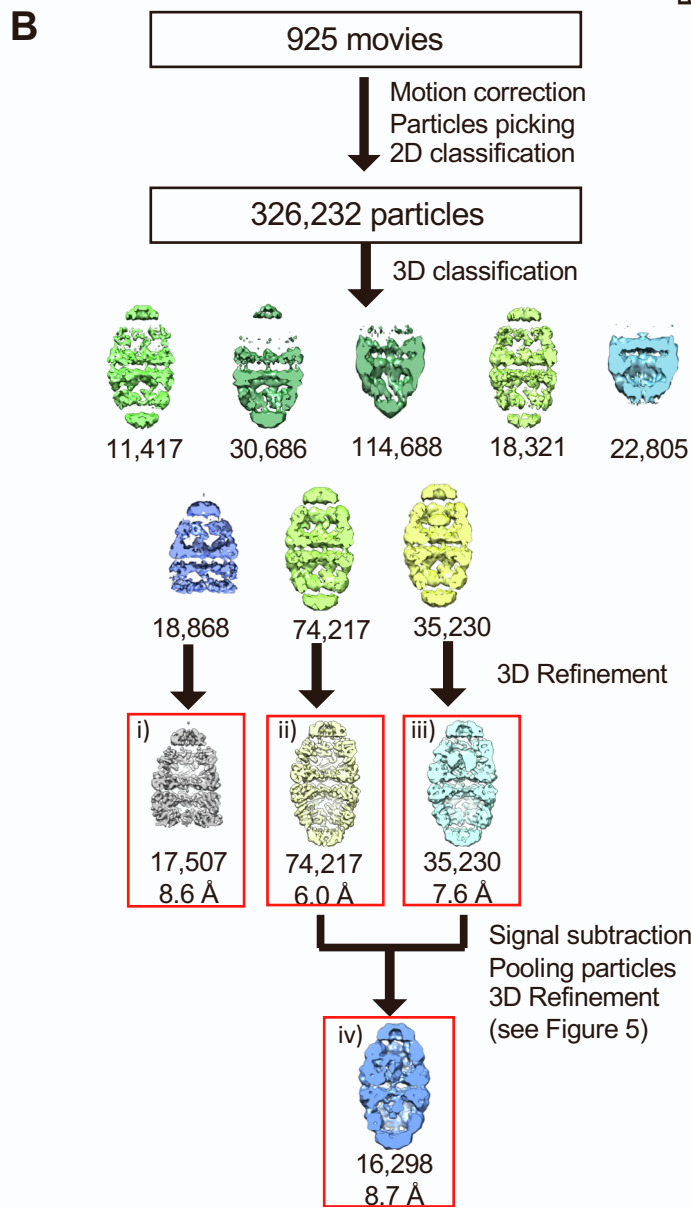 B
925 movies
Motion correction
Particles picking
2D classification
326,232 particles
3D classification
11,417 30,686 114,688 18,321 22,805
18,868 74,217 35,230
3D Refinement
i) ii) iii)
17,507 74,217 35,230
8.6 Å 6.0 Å 7.6 Å
Signal subtraction
Pooling particles
3D Refinement
(see Figure 5)
iv)
16,298
8.7 Å